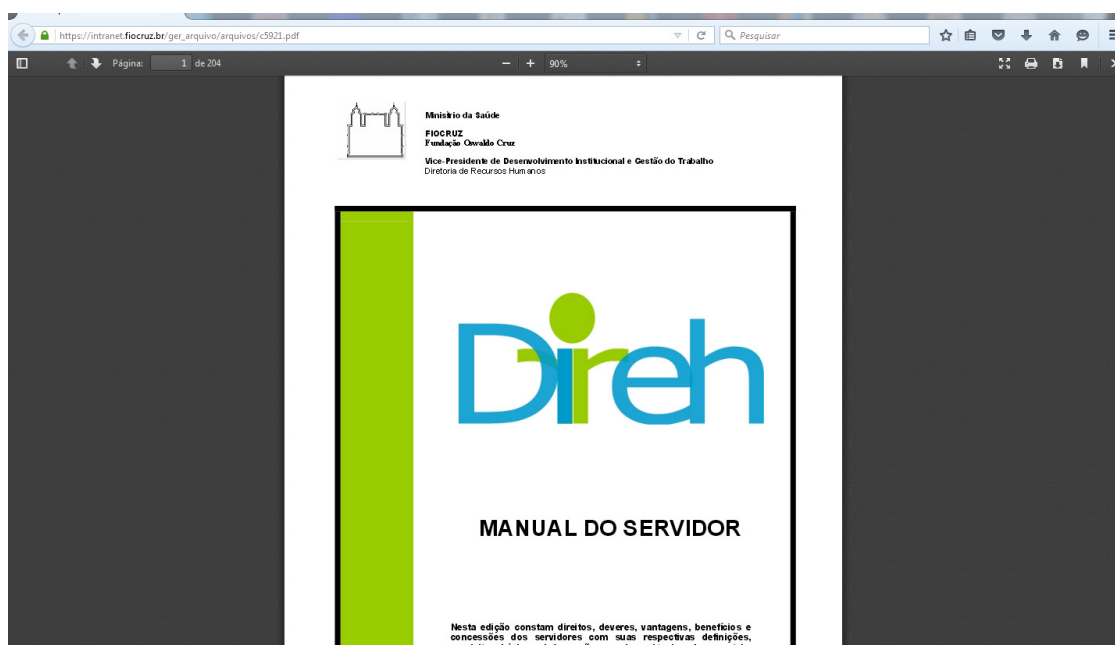 https://intranet.fiocruz.br/ger_arquivo/arquivos/c5921.pdf
Pesquisar
Página: 1 de 204
90%
Ministério da Saúde
FIOCRUZ
Fundação Oswaldo Cruz
Vice-Presidente de Desenvolvimento Institucional e Gestão do Trabalho
Diretoria de Recursos Humanos
Direh
MANUAL DO SERVIDOR
Nesta edição constam direitos, deveres, vantagens, benefícios e
concessões dos servidores com suas respectivas definições,